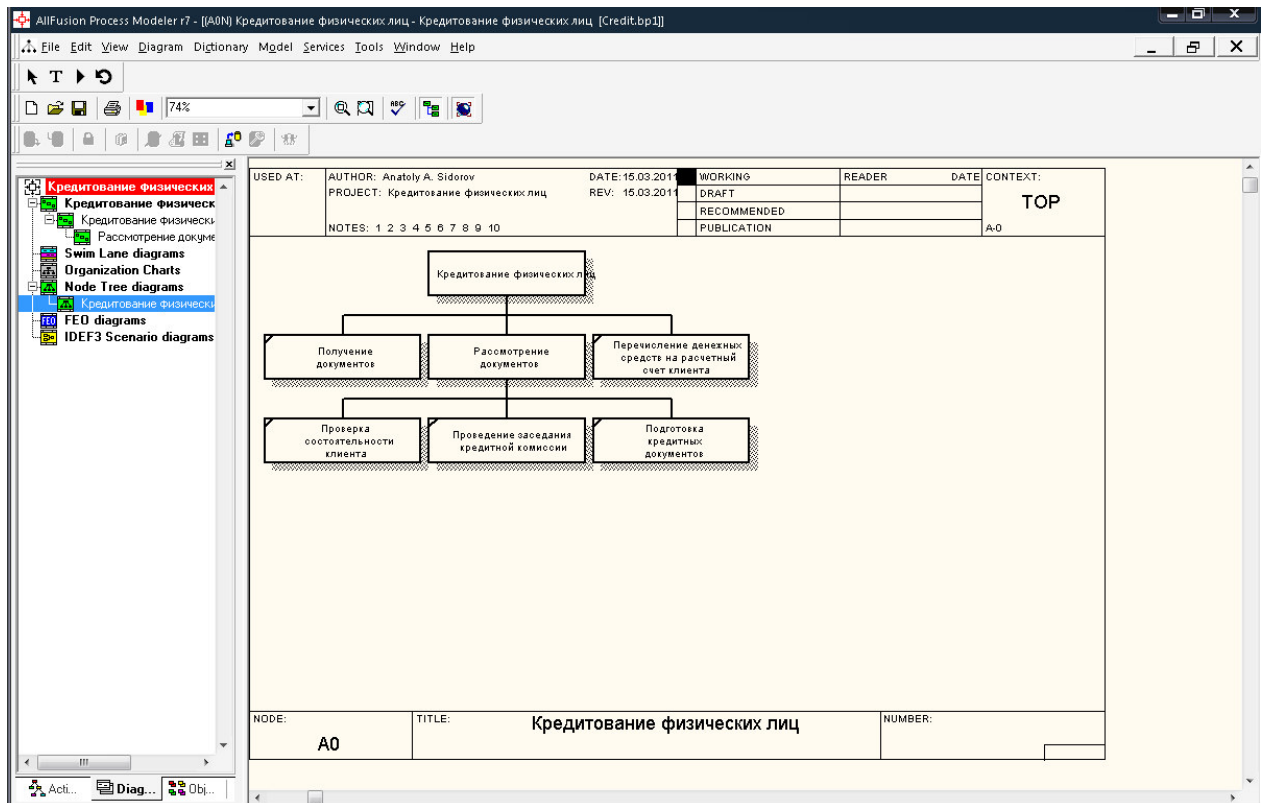 AllFusion Process Modeler r7 - [(A0N) Кредитование физических лиц - Кредитование физических лиц [Credit.bp1]]
File Edit View Diagram Dictionary Model Services Tools Window Help
T
74%
ABC
Кредитование физических
Кредитование физическ
Кредитование физически
Рассмотрение докуме
Swim Lane diagrams
Organization Charts
Node Tree diagrams
Кредитование физически
FEO FEO diagrams
IDEF3 Scenario diagrams
Acti... Diag... Obj...
USED AT: AUTHOR: Anatoly A. Sidorov DATE: 15.03.2011 WORKING READER DATE CONTEXT:
PROJECT: Кредитование физических лиц REV: 15.03.2011 DRAFT
TOP
RECOMMENDED
NOTES: 1 2 3 4 5 6 7 8 9 10 PUBLICATION A-0
Кредитование физических лиц
Получение
документов
Рассмотрение
документов
Перечисление денежных
средств на расчетный
счет клиента
Проверка
состоятельности
клиента
Проведение заседания
кредитной комиссии
Подготовка
кредитных
документов
NODE: TITLE: NUMBER:
A0 Кредитование физических лиц